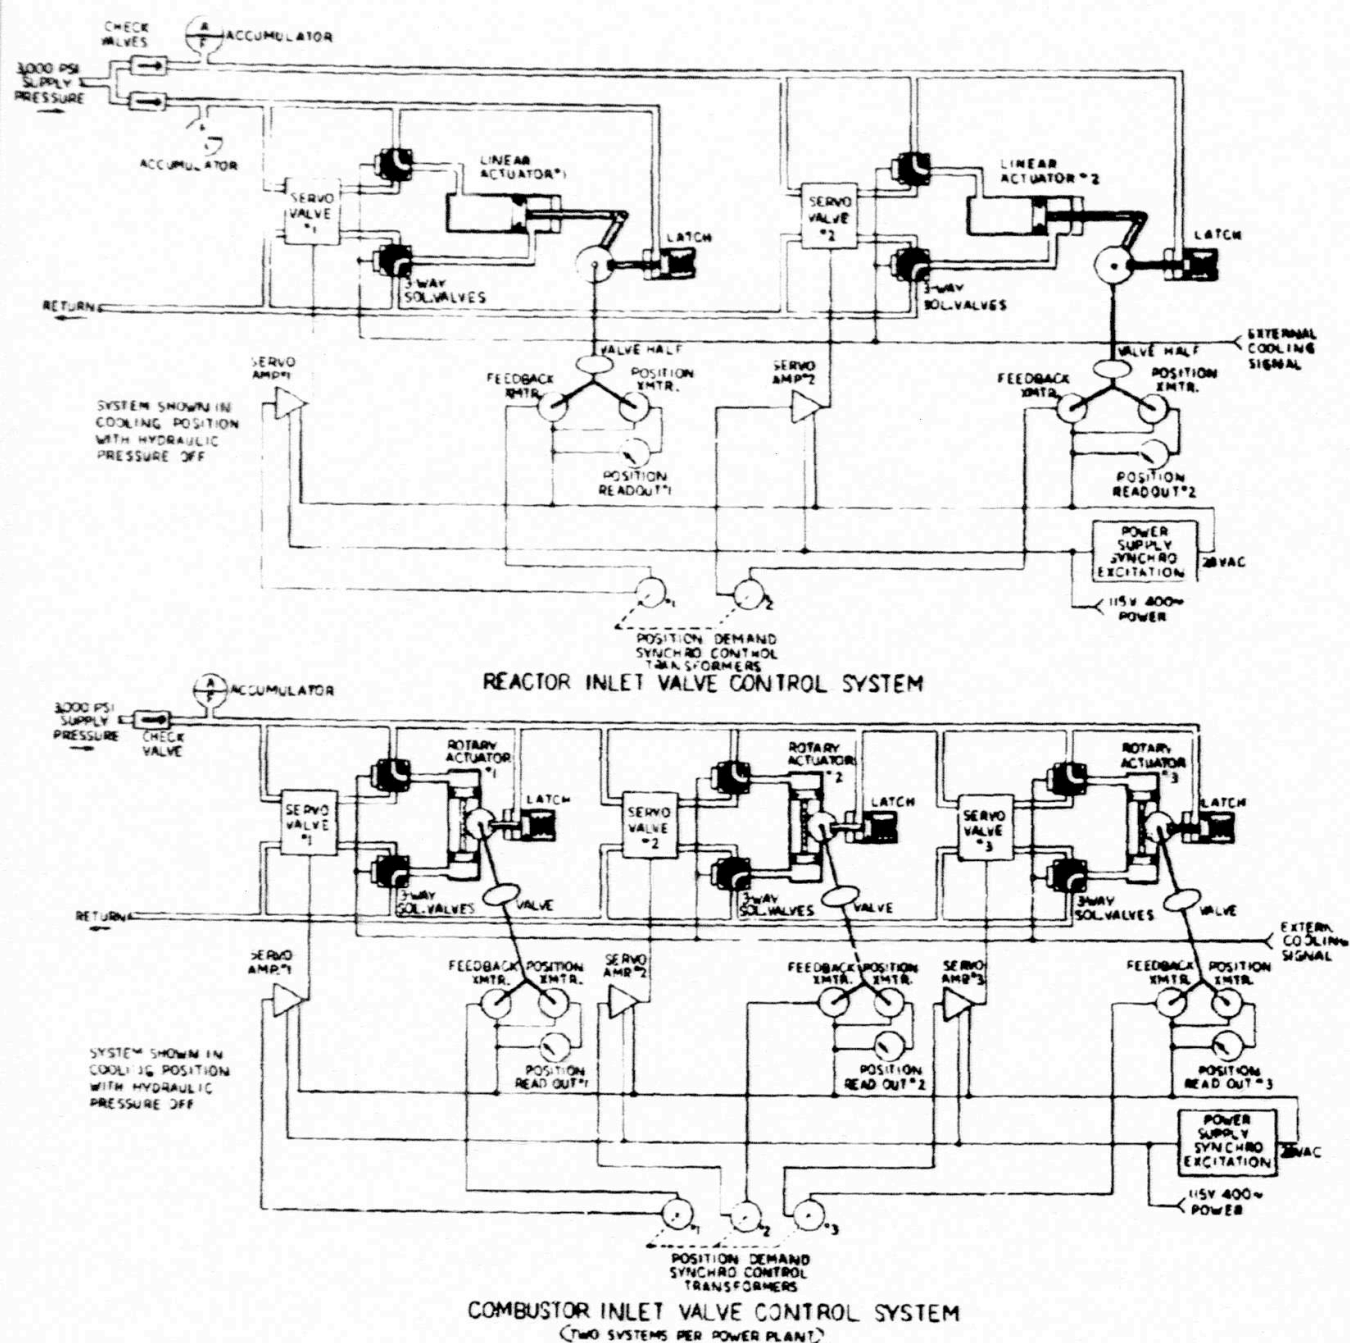 CHECK
VALVES
A
F
ACCUMULATOR
3,000 PSI
SUPPLY
PRESSURE
ACCUMULATOR
LINEAR
ACTUATOR #1
LINEAR
ACTUATOR #2
SERVO
VALVE
#1
SERVO
VALVE
#2
LATCH
LATCH
3-WAY
SOL.VALVES
3-WAY
SOL.VALVES
RETURN
EXTERNAL
COOLING
SIGNAL
VALVE HALF
VALVE HALF
SERVO
AMP #1
SERVO
AMP #2
FEEDBACK
XMTR.
POSITION
XMTR.
FEEDBACK
XMTR.
POSITION
XMTR.
SYSTEM SHOWN IN
COOLING POSITION
WITH HYDRAULIC
PRESSURE OFF
POSITION
READOUT #1
POSITION
READOUT #2
POWER
SUPPLY
SYNCHRO
EXCITATION
28VAC
115V 400~
POWER
#1
#2
POSITION DEMAND
SYNCHRO CONTROL
TRANSFORMERS
REACTOR INLET VALVE CONTROL SYSTEM
A
F
ACCUMULATOR
3,000 PSI
SUPPLY
PRESSURE
CHECK
VALVE
ROTARY
ACTUATOR
#1
ROTARY
ACTUATOR
#2
ROTARY
ACTUATOR
#3
SERVO
VALVE
#1
SERVO
VALVE
#2
SERVO
VALVE
#3
LATCH
LATCH
LATCH
3-WAY
SOL.VALVES
3-WAY
SOL.VALVES
3-WAY
SOL.VALVES
VALVE
VALVE
VALVE
RETURN
EXTERN
COOLING
SIGNAL
SERVO
AMP.#1
SERVO
AMP.#2
SERVO
AMP.#3
FEEDBACK
XMTR.
POSITION
XMTR.
FEEDBACK
XMTR.
POSITION
XMTR.
FEEDBACK
XMTR.
POSITION
XMTR.
SYSTEM SHOWN IN
COOLING POSITION
WITH HYDRAULIC
PRESSURE OFF
POSITION
READ OUT #1
POSITION
READ OUT #2
POSITION
READ OUT #3
POWER
SUPPLY
SYNCHRO
EXCITATION
28VAC
115V 400~
POWER
#1
#2
#3
POSITION DEMAND
SYNCHRO CONTROL
TRANSFORMERS
COMBUSTOR INLET VALVE CONTROL SYSTEM
(TWO SYSTEMS PER POWER PLANT)